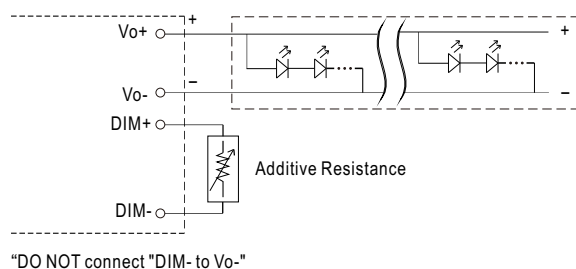 Vo+
+
+
Vo-
–
–
DIM+
Additive Resistance
DIM-
“DO NOT connect "DIM- to Vo-"